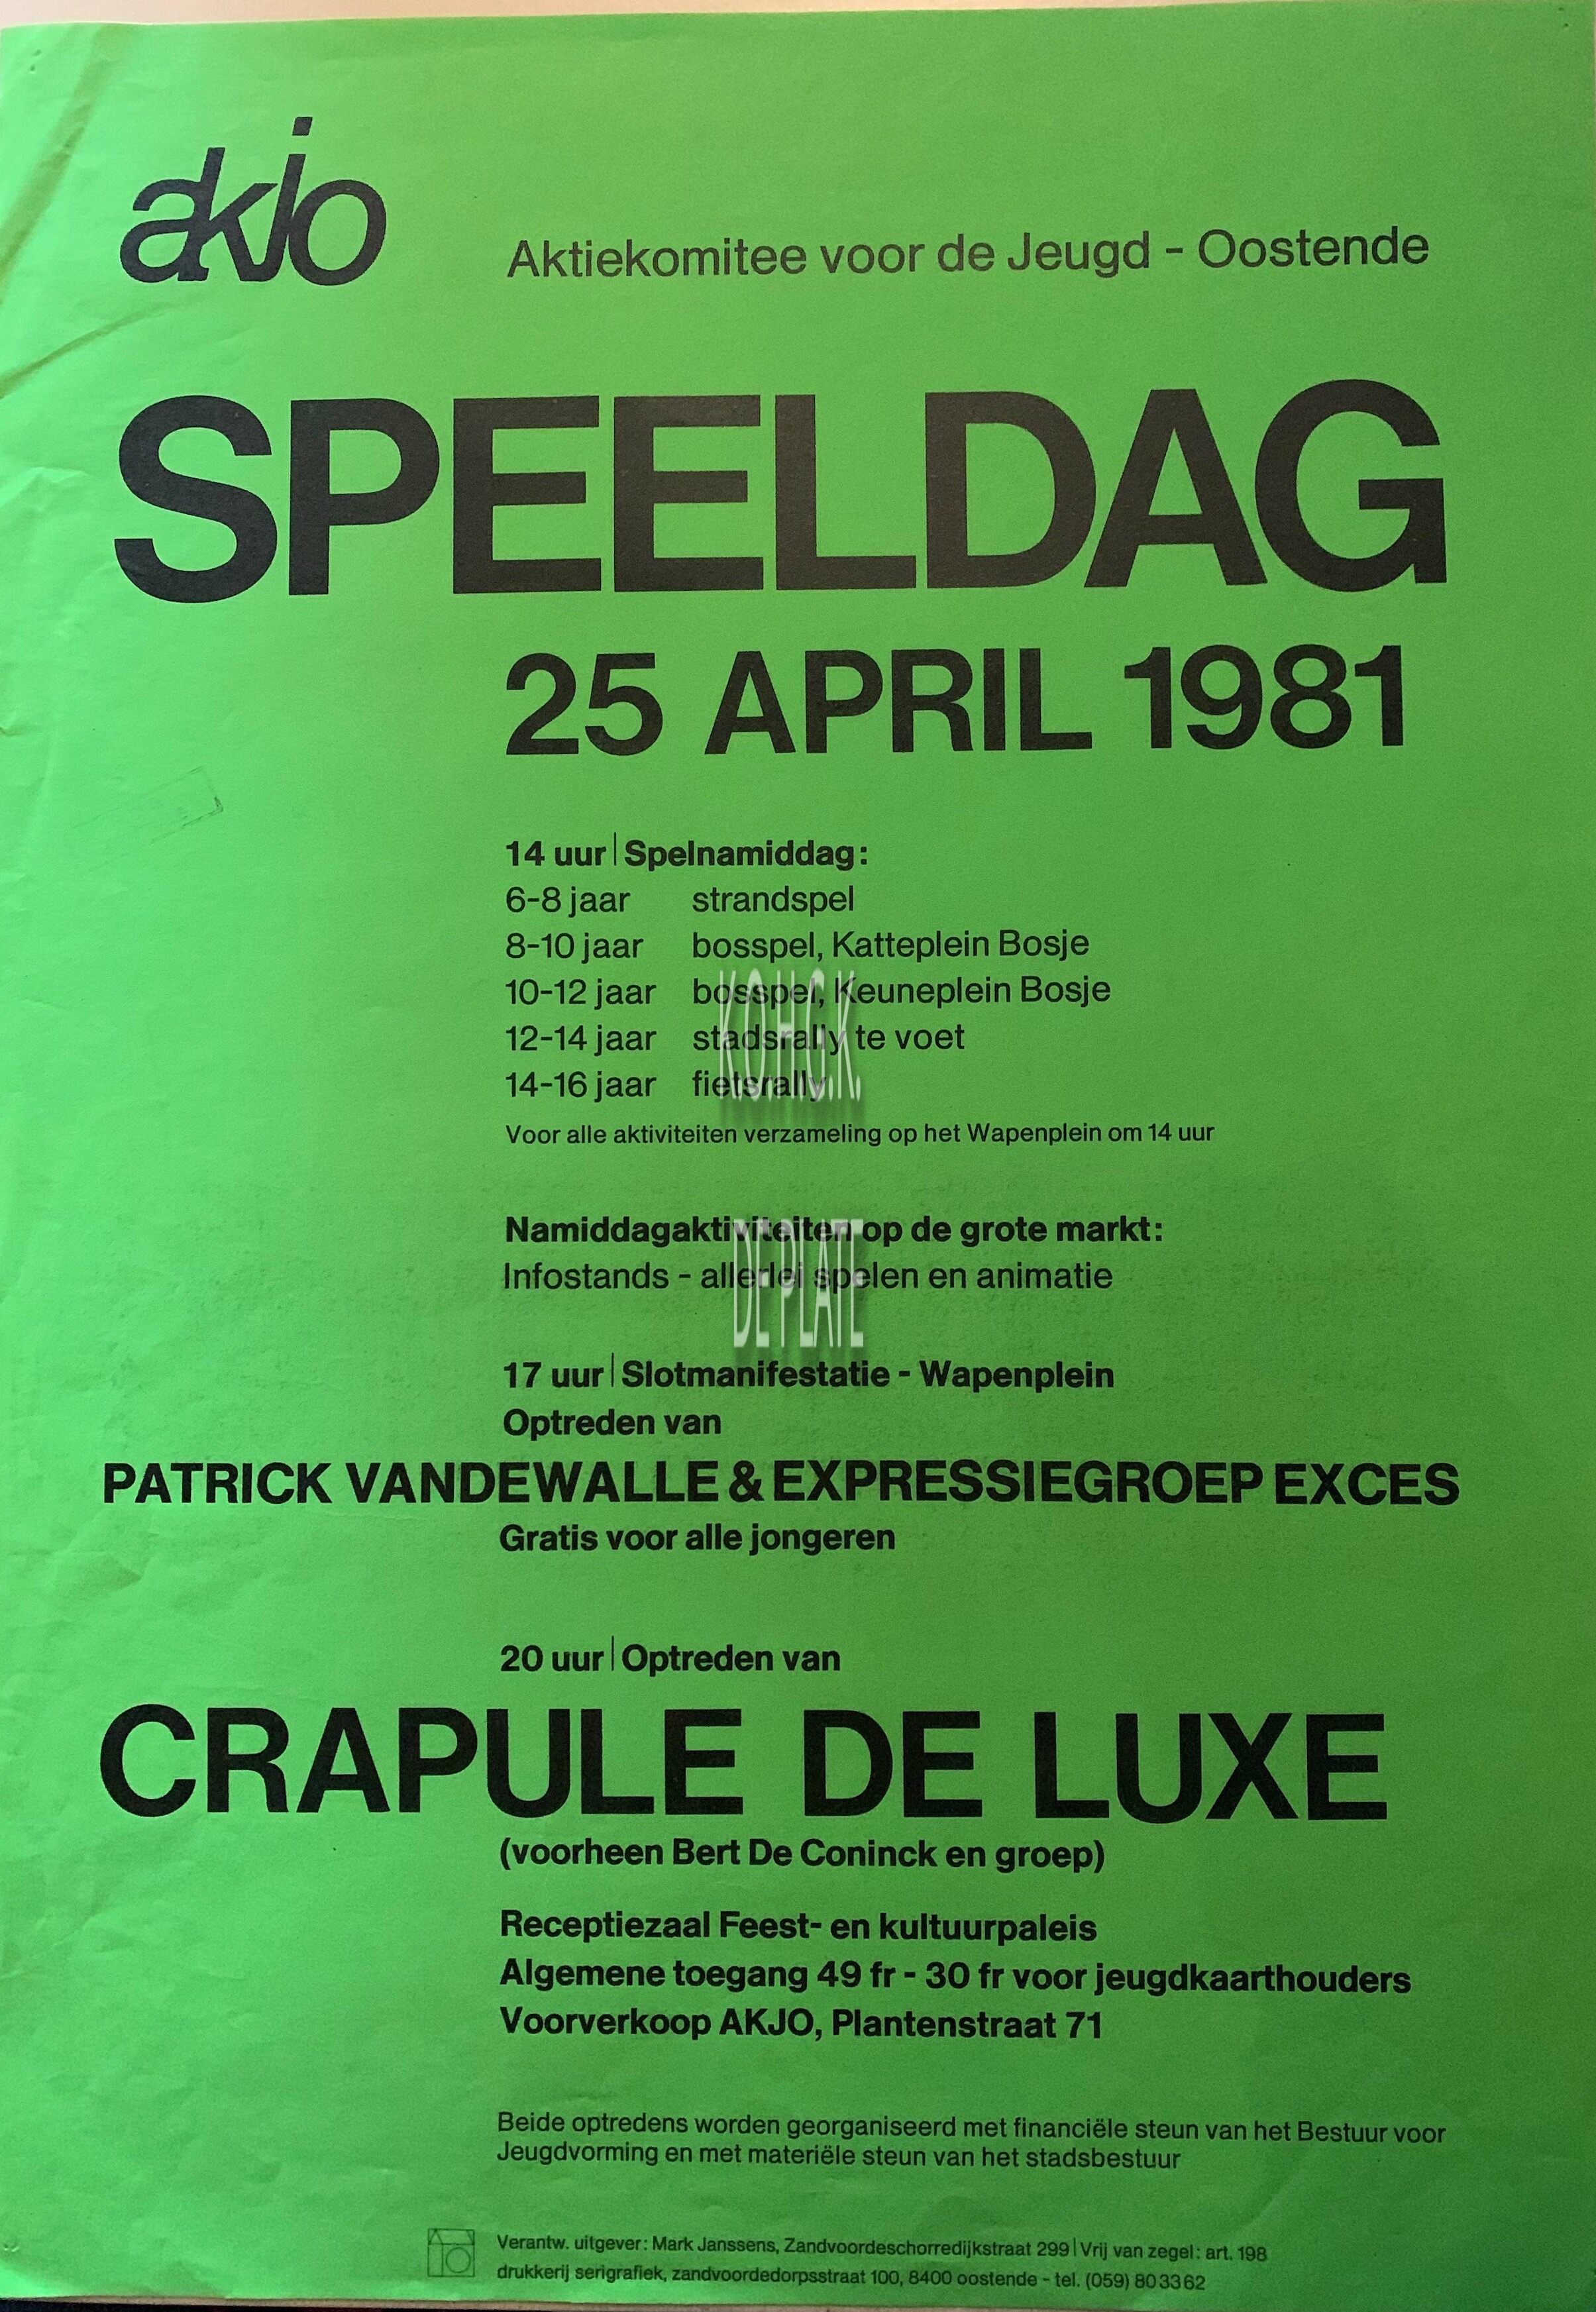 akjo
Aktiekomitee voor de Jeugd - Oostende
SPEELDAG
25 APRIL 1981
14 uur | Spelnamiddag:
6-8 jaar strandspel
8-10 jaar bosspel, Katteplein Bosje
10-12 jaar bosspel, Keuneplein Bosje
12-14 jaar stadsrally te voet
14-16 jaar fietsrally
K.O.H.G.K.
Voor alle aktiviteiten verzameling op het Wapenplein om 14 uur
Namiddagaktiviteiten op de grote markt:
Infostands - allerlei spelen en animatie
DE PLATE
17 uur | Slotmanifestatie - Wapenplein
Optreden van
PATRICK VANDEWALLE & EXPRESSIEGROEP EXCES
Gratis voor alle jongeren
20 uur | Optreden van
CRAPULE DE LUXE
(voorheen Bert De Coninck en groep)
Receptiezaal Feest- en kultuurpaleis
Algemene toegang 49 fr - 30 fr voor jeugdkaarthouders
Voorverkoop AKJO, Plantenstraat 71
Beide optredens worden georganiseerd met financiële steun van het Bestuur voor
Jeugdvorming en met materiële steun van het stadsbestuur
Verantw. uitgever: Mark Janssens, Zandvoordeschorredijkstraat 299 | Vrij van zegel: art. 198
drukkerij serigrafiek, zandvoordedorpsstraat 100, 8400 oostende - tel. (059) 80 33 62